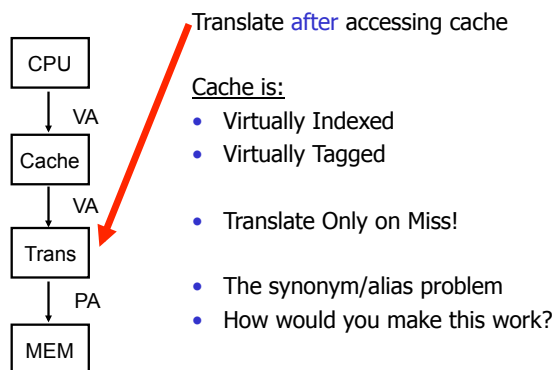 Translate after accessing cache
CPU
VA
Cache
VA
Trans
PA
MEM
Cache is:
• Virtually Indexed
• Virtually Tagged
• Translate Only on Miss!
• The synonym/alias problem
• How would you make this work?